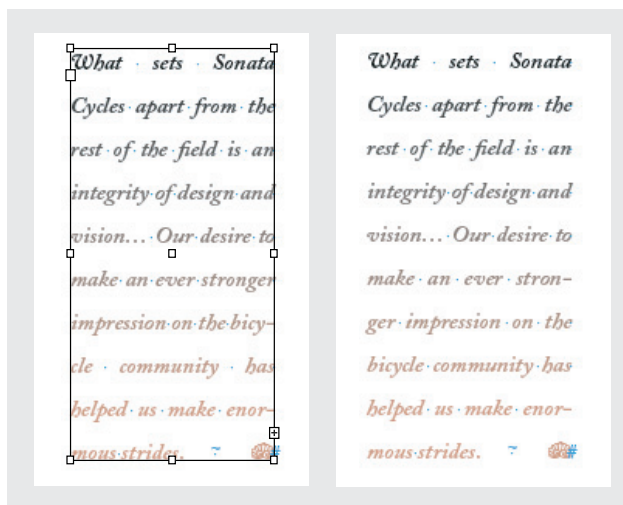 What sets Sonata
Cycles apart from the
rest of the field is an
integrity of design and
vision... Our desire to
make an ever stronger
impression on the bicy-
cle community has
helped us make enor-
mous strides. ~ #
What sets Sonata
Cycles apart from the
rest of the field is an
integrity of design and
vision... Our desire to
make an ever stron-
ger impression on the
bicycle community has
helped us make enor-
mous strides. ~ #